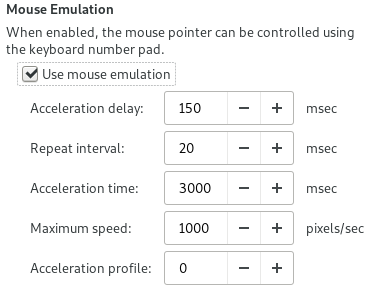 Mouse Emulation
When enabled, the mouse pointer can be controlled using
the keyboard number pad.
Use mouse emulation
Acceleration delay: 150 − + msec
Repeat interval: 20 − + msec
Acceleration time: 3000 − + msec
Maximum speed: 1000 − + pixels/sec
Acceleration profile: 0 − +